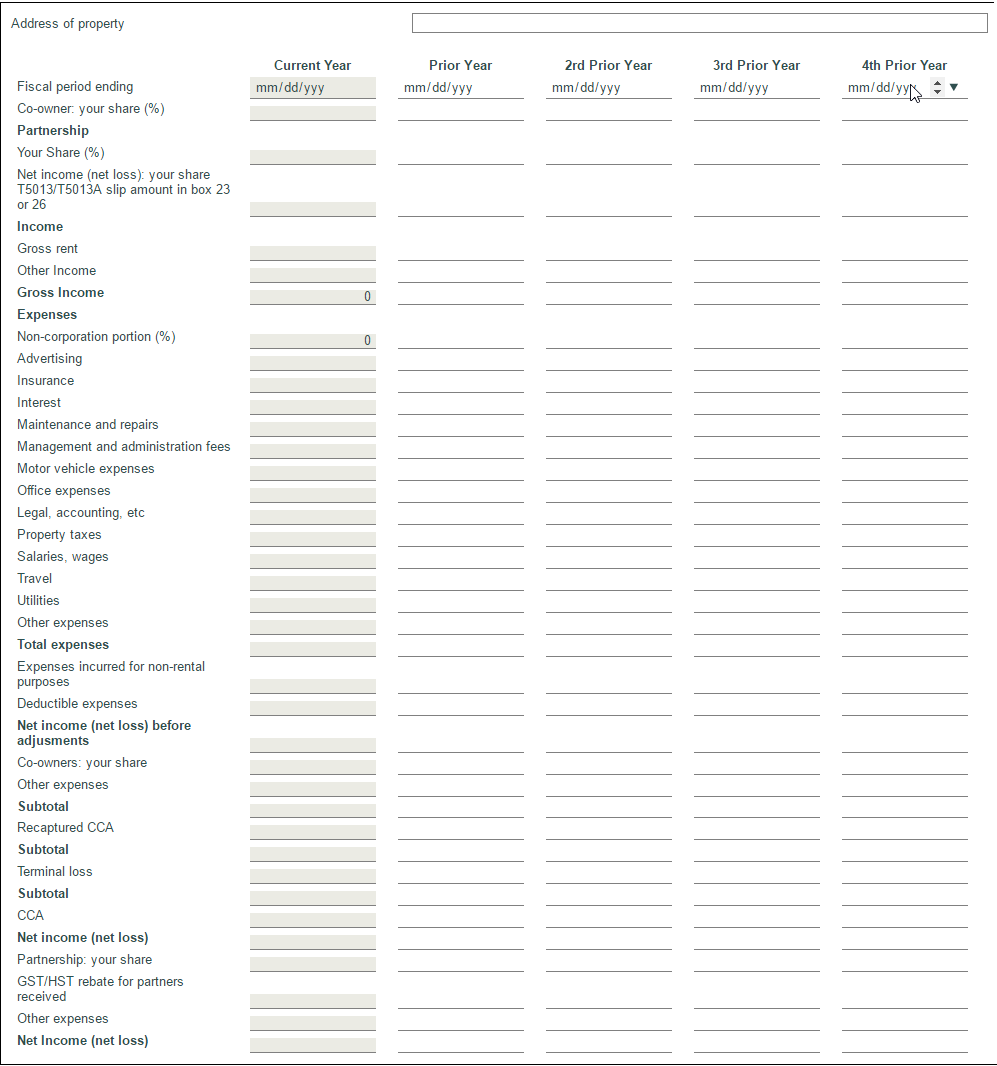 Address of property
Current Year Prior Year 2rd Prior Year 3rd Prior Year 4th Prior Year
Fiscal period ending mm/dd/yyy mm/dd/yyy mm/dd/yyy mm/dd/yyy mm/dd/yyy
Co-owner: your share (%)
Partnership
Your Share (%)
Net income (net loss): your share
T5013/T5013A slip amount in box 23
or 26
Income
Gross rent
Other Income
Gross Income 0
Expenses
Non-corporation portion (%) 0
Advertising
Insurance
Interest
Maintenance and repairs
Management and administration fees
Motor vehicle expenses
Office expenses
Legal, accounting, etc
Property taxes
Salaries, wages
Travel
Utilities
Other expenses
Total expenses
Expenses incurred for non-rental
purposes
Deductible expenses
Net income (net loss) before
adjusments
Co-owners: your share
Other expenses
Subtotal
Recaptured CCA
Subtotal
Terminal loss
Subtotal
CCA
Net income (net loss)
Partnership: your share
GST/HST rebate for partners
received
Other expenses
Net Income (net loss)